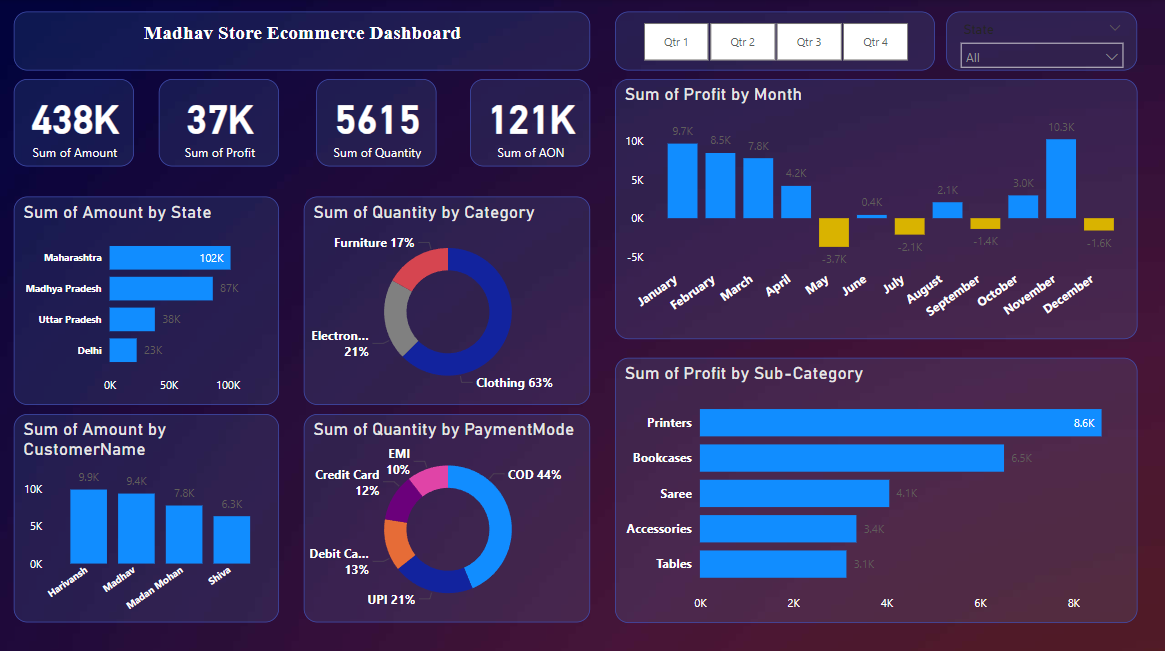 Madhav Store Ecommerce Dashboard
Qtr 1
Qtr 2
Qtr 3
Qtr 4
State
All
438K
Sum of Amount
37K
Sum of Profit
5615
Sum of Quantity
121K
Sum of AON
Sum of Profit by Month
10K
5K
0K
-5K
9.7K
8.5K
7.8K
4.2K
-3.7K
0.4K
-2.1K
2.1K
-1.4K
3.0K
10.3K
-1.6K
January
February
March
April
May
June
July
August
September
October
November
December
Sum of Amount by State
Maharashtra
102K
Madhya Pradesh
87K
Uttar Pradesh
38K
Delhi
23K
0K
50K
100K
Sum of Quantity by Category
Furniture 17%
Electron...
21%
Clothing 63%
Sum of Profit by Sub-Category
Printers
8.6K
Bookcases
6.5K
Saree
4.1K
Accessories
3.4K
Tables
3.1K
0K
2K
4K
6K
8K
Sum of Amount by
CustomerName
10K
5K
0K
9.9K
9.4K
7.8K
6.3K
Harivansh
Madhav
Madan Mohan
Shiva
Sum of Quantity by PaymentMode
EMI
10%
Credit Card
12%
COD 44%
Debit Ca...
13%
UPI 21%